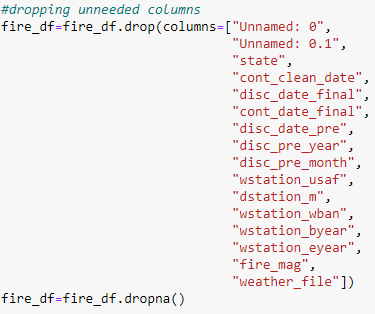 #dropping unneeded columns
fire_df=fire_df.drop(columns=["Unnamed: 0",
"Unnamed: 0.1",
"state",
"cont_clean_date",
"disc_date_final",
"cont_date_final",
"disc_date_pre",
"disc_pre_year",
"disc_pre_month",
"wstation_usaf",
"dstation_m",
"wstation_wban",
"wstation_byear",
"wstation_eyear",
"fire_mag",
"weather_file"])
fire_df=fire_df.dropna()